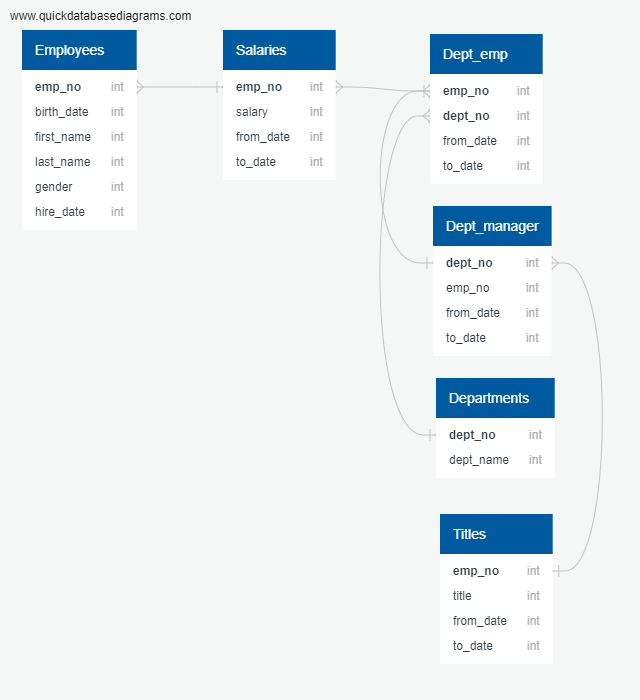 www.quickdatabasediagrams.com
Employees
emp_no int
birth_date int
first_name int
last_name int
gender int
hire_date int
Salaries
emp_no int
salary int
from_date int
to_date int
Dept_emp
emp_no int
dept_no int
from_date int
to_date int
Dept_manager
dept_no int
emp_no int
from_date int
to_date int
Departments
dept_no int
dept_name int
Titles
emp_no int
title int
from_date int
to_date int